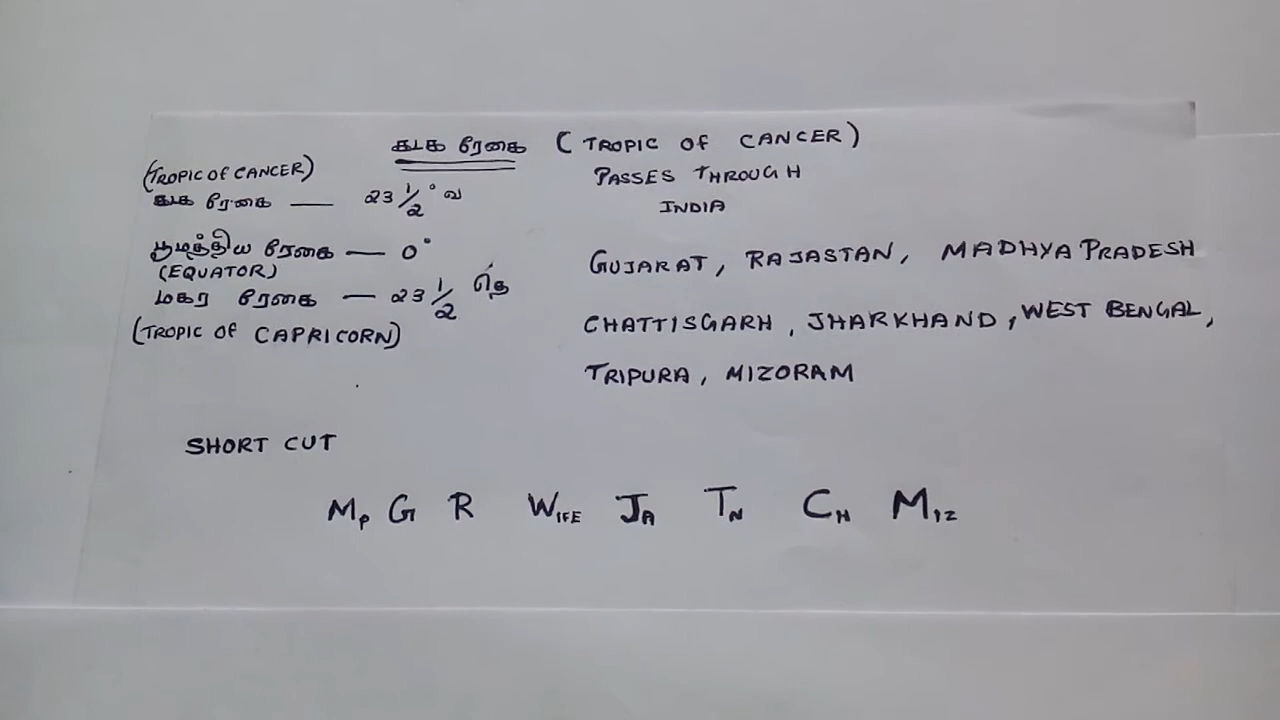 கடக ரேகை (TROPIC OF CANCER)
PASSES THROUGH
INDIA
(TROPIC OF CANCER)
கடக ரேகை — 23 1/2° வ
பூமத்திய ரேகை — 0°
(EQUATOR)
மகர ரேகை — 23 1/2 தெ
(TROPIC OF CAPRICORN)
GUJARAT, RAJASTAN, MADHYA PRADESH
CHATTISGARH, JHARKHAND, WEST BENGAL,
TRIPURA, MIZORAM
SHORT CUT
MP G R WIFE JA TN CH MIZ